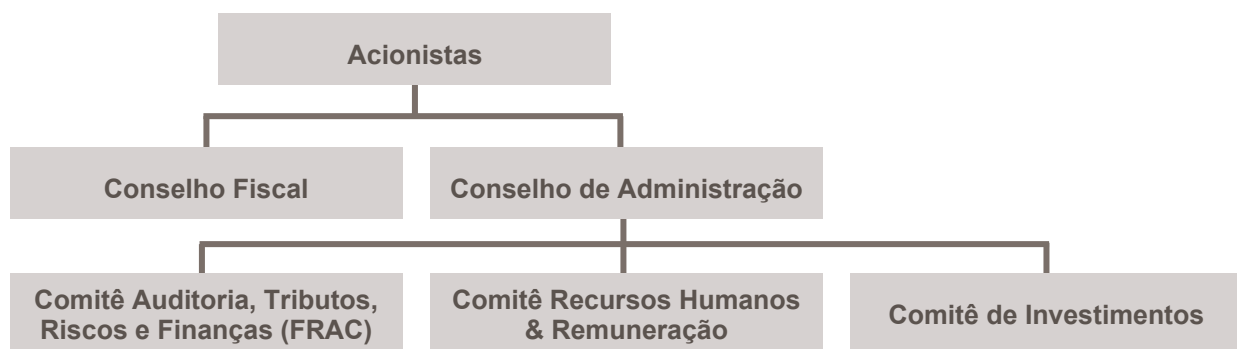 Acionistas
Conselho Fiscal
Conselho de Administração
Comitê Auditoria, Tributos,
Riscos e Finanças (FRAC)
Comitê Recursos Humanos
& Remuneração
Comitê de Investimentos